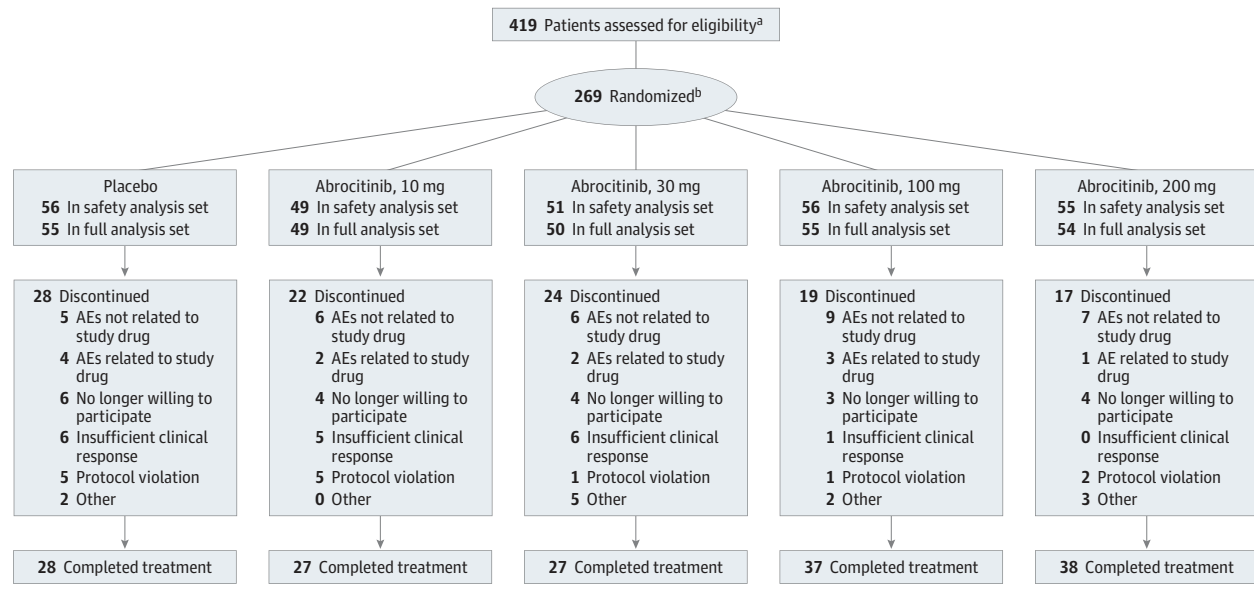 419 Patients assessed for eligibilitya
269 Randomizedb
Placebo
56 In safety analysis set
55 In full analysis set
Abrocitinib, 10 mg
49 In safety analysis set
49 In full analysis set
Abrocitinib, 30 mg
51 In safety analysis set
50 In full analysis set
Abrocitinib, 100 mg
56 In safety analysis set
55 In full analysis set
Abrocitinib, 200 mg
55 In safety analysis set
54 In full analysis set
28 Discontinued
5 AEs not related to
study drug
4 AEs related to study
drug
6 No longer willing to
participate
6 Insufficient clinical
response
5 Protocol violation
2 Other
22 Discontinued
6 AEs not related to
study drug
2 AEs related to study
drug
4 No longer willing to
participate
5 Insufficient clinical
response
5 Protocol violation
0 Other
24 Discontinued
6 AEs not related to
study drug
2 AEs related to study
drug
4 No longer willing to
participate
6 Insufficient clinical
response
1 Protocol violation
5 Other
19 Discontinued
9 AEs not related to
study drug
3 AEs related to study
drug
3 No longer willing to
participate
1 Insufficient clinical
response
1 Protocol violation
2 Other
17 Discontinued
7 AEs not related to
study drug
1 AE related to study
drug
4 No longer willing to
participate
0 Insufficient clinical
response
2 Protocol violation
3 Other
28 Completed treatment
27 Completed treatment
27 Completed treatment
37 Completed treatment
38 Completed treatment